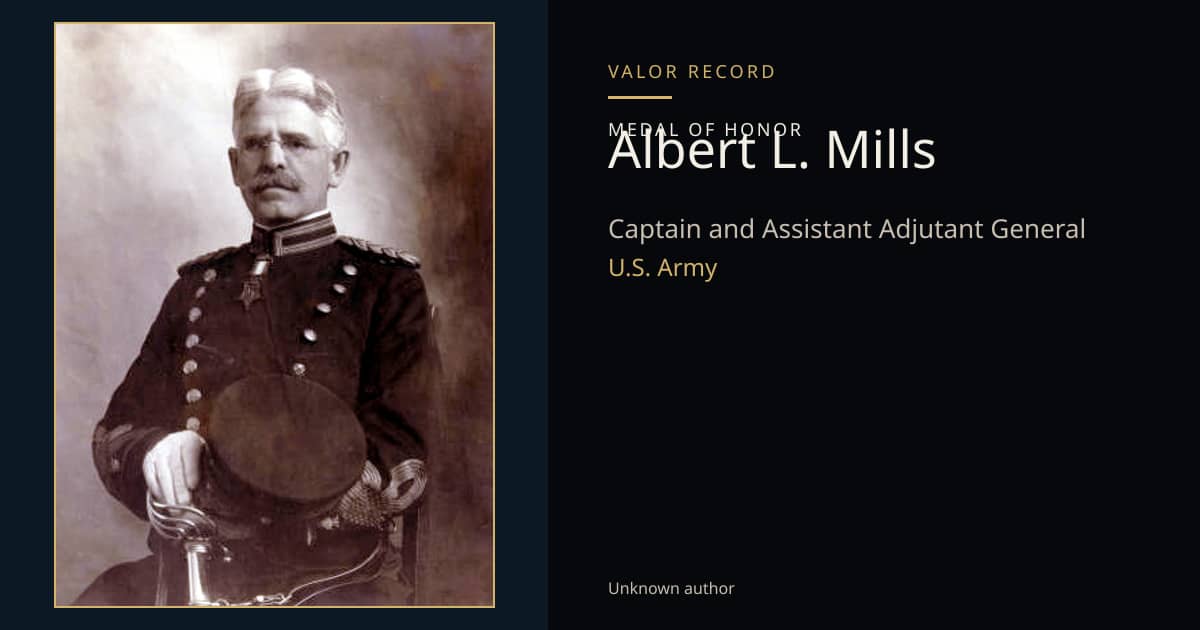 VALOR RECORD
MEDAL OF HONOR
Albert L. Mills
Captain and Assistant Adjutant General
U.S. Army
Unknown author